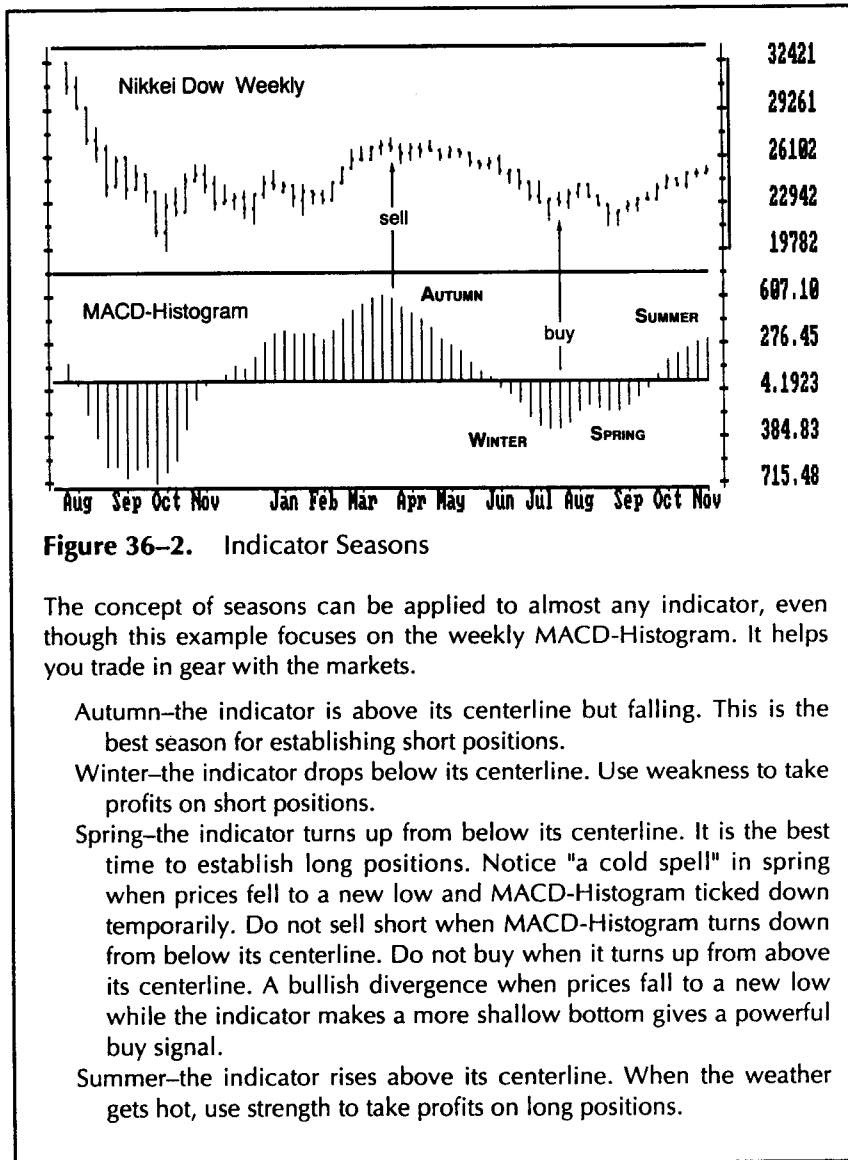 Nikkei Dow Weekly
32421
29261
26102
22942
19782
sell
MACD-Histogram
AUTUMN
buy
SUMMER
WINTER
SPRING
607.10
276.45
4.1923
384.83
715.48
Aug Sep Oct Nov Jan Feb Mar Apr May Jun Jul Aug Sep Oct Nov
Figure 36–2. Indicator Seasons
The concept of seasons can be applied to almost any indicator, even
though this example focuses on the weekly MACD-Histogram. It helps
you trade in gear with the markets.
Autumn–the indicator is above its centerline but falling. This is the
best season for establishing short positions.
Winter–the indicator drops below its centerline. Use weakness to take
profits on short positions.
Spring–the indicator turns up from below its centerline. It is the best
time to establish long positions. Notice "a cold spell" in spring
when prices fell to a new low and MACD-Histogram ticked down
temporarily. Do not sell short when MACD-Histogram turns down
from below its centerline. Do not buy when it turns up from above
its centerline. A bullish divergence when prices fall to a new low
while the indicator makes a more shallow bottom gives a powerful
buy signal.
Summer–the indicator rises above its centerline. When the weather
gets hot, use strength to take profits on long positions.